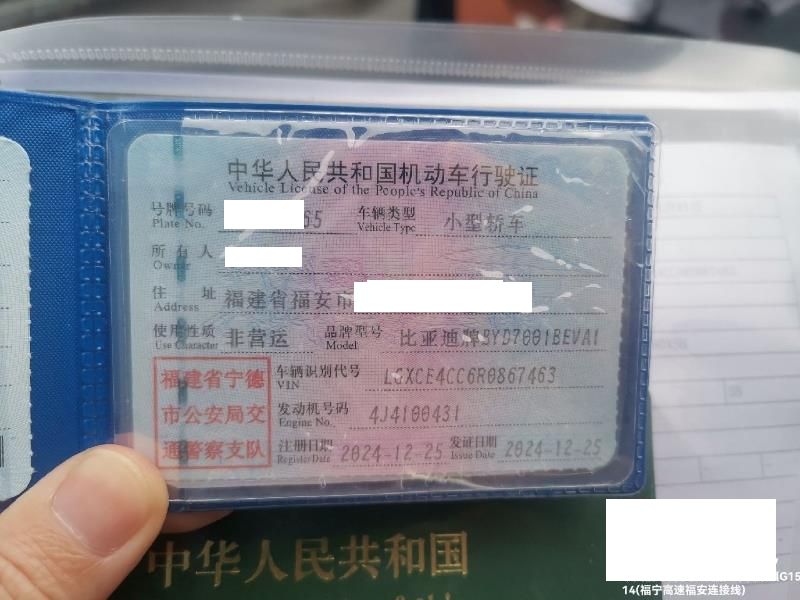 中华人民共和国机动车行驶证
Vehicle License of the People's Republic of China
号牌号码 65 车辆类型 小型轿车
Plate No. Vehicle Type
所有人
Owner
住址 福建省福安市
Address
使用性质 非营运 品牌型号 比亚迪牌BYD7001BEVA1
Use Character Model
福建省宁德
市公安局交
通警察支队
车辆识别代号 LGXCE4CC6R0867463
VIN
发动机号码 4J4100431
Engine No.
注册日期 2024-12-25 发证日期 2024-12-25
Register Date Issue Date
中华人民共和国
G15
14(福宁高速福安连接线)